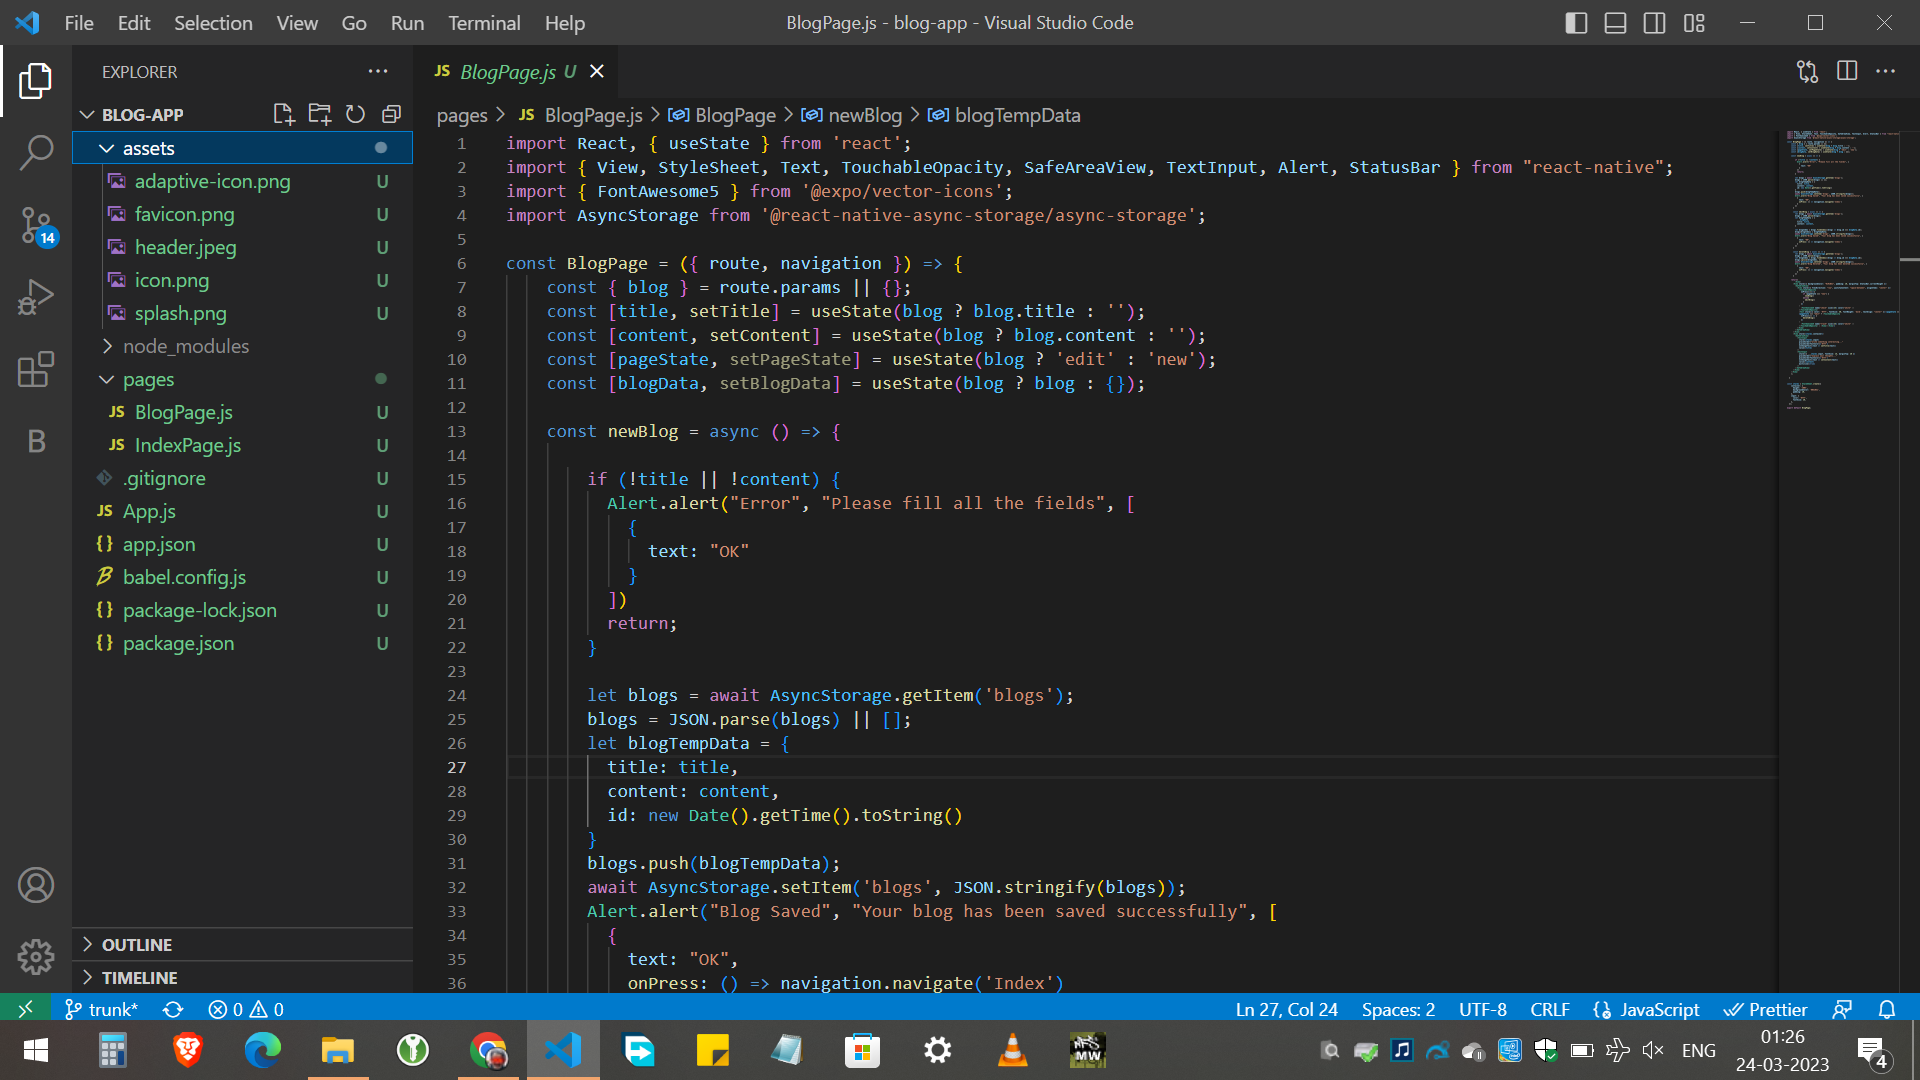 File Edit Selection View Go Run Terminal Help
BlogPage.js - blog-app - Visual Studio Code
EXPLORER
BLOG-APP
assets
adaptive-icon.png U
favicon.png U
header.jpeg U
icon.png U
splash.png U
node_modules
pages
JS BlogPage.js U
JS IndexPage.js U
.gitignore U
JS App.js U
{} app.json U
babel.config.js U
{} package-lock.json U
{} package.json U
OUTLINE
TIMELINE
14
B
JS BlogPage.js U
pages > JS BlogPage.js > BlogPage > newBlog > blogTempData
1 import React, { useState } from 'react';
2 import { View, StyleSheet, Text, TouchableOpacity, SafeAreaView, TextInput, Alert, StatusBar } from "react-native";
3 import { FontAwesome5 } from '@expo/vector-icons';
4 import AsyncStorage from '@react-native-async-storage/async-storage';
5
6 const BlogPage = ({ route, navigation }) => {
7 const { blog } = route.params || {};
8 const [title, setTitle] = useState(blog ? blog.title : '');
9 const [content, setContent] = useState(blog ? blog.content : '');
10 const [pageState, setPageState] = useState(blog ? 'edit' : 'new');
11 const [blogData, setBlogData] = useState(blog ? blog : {});
12
13 const newBlog = async () => {
14
15 if (!title || !content) {
16 Alert.alert("Error", "Please fill all the fields", [
17 {
18 text: "OK"
19 }
20 ])
21 return;
22 }
23
24 let blogs = await AsyncStorage.getItem('blogs');
25 blogs = JSON.parse(blogs) || [];
26 let blogTempData = {
27 title: title,
28 content: content,
29 id: new Date().getTime().toString()
30 }
31 blogs.push(blogTempData);
32 await AsyncStorage.setItem('blogs', JSON.stringify(blogs));
33 Alert.alert("Blog Saved", "Your blog has been saved successfully", [
34 {
35 text: "OK",
36 onPress: () => navigation.navigate('Index')
trunk* 0 0
Ln 27, Col 24 Spaces: 2 UTF-8 CRLF {} JavaScript Prettier
MW
ENG
01:26
24-03-2023
4